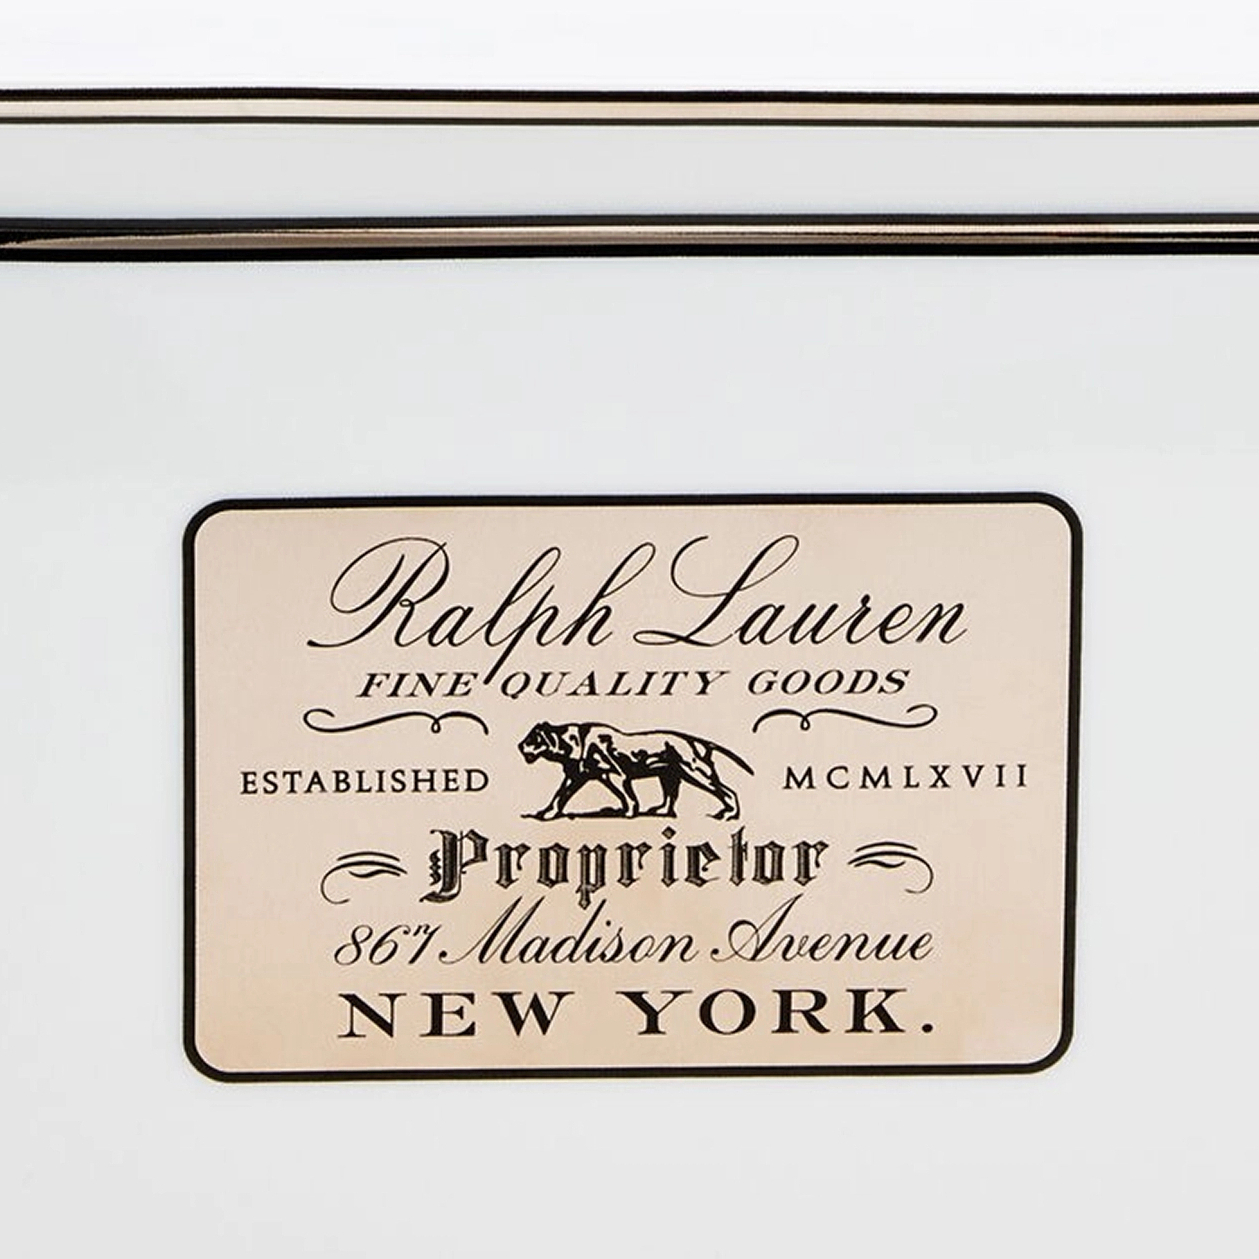 Ralph Lauren
FINE QUALITY GOODS
ESTABLISHED MCMLXVII
Proprietor
867 Madison Avenue
NEW YORK.